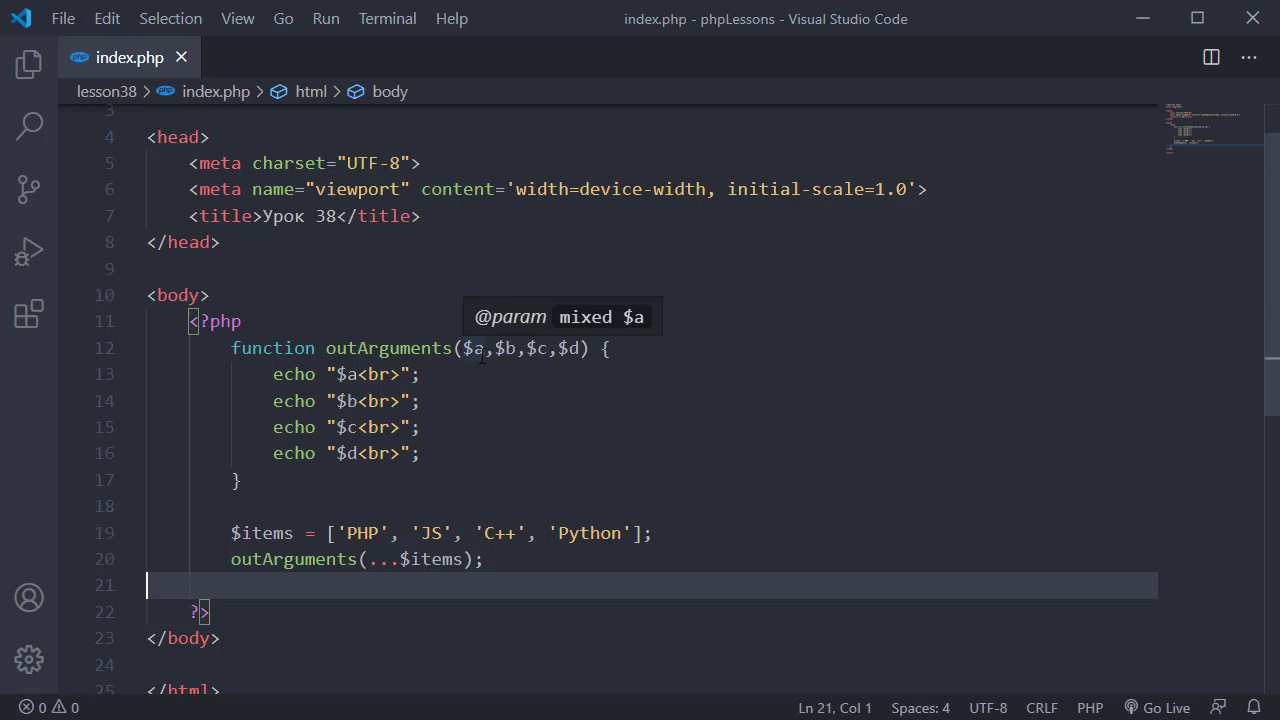 File Edit Selection View Go Run Terminal Help index.php - phpLessons - Visual Studio Code
php index.php
lesson38 > php index.php > html > body
3
4 <head>
5 <meta charset="UTF-8">
6 <meta name="viewport" content='width=device-width, initial-scale=1.0'>
7 <title>Урок 38</title>
8 </head>
9
10 <body>
@param mixed $a
11 <?php
12 function outArguments($a,$b,$c,$d) {
13 echo "$a<br>";
14 echo "$b<br>";
15 echo "$c<br>";
16 echo "$d<br>";
17 }
18
19 $items = ['PHP', 'JS', 'C++', 'Python'];
20 outArguments(...$items);
21
22 ?>
23 </body>
24
25 </html>
0 0 Ln 21, Col 1 Spaces: 4 UTF-8 CRLF PHP Go Live